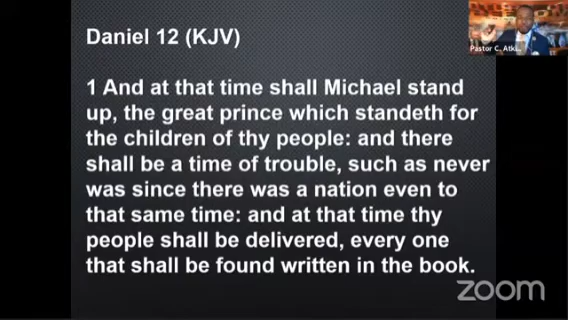 Daniel 12 (KJV)
1 And at that time shall Michael stand
up, the great prince which standeth for
the children of thy people: and there
shall be a time of trouble, such as never
was since there was a nation even to
that same time: and at that time thy
people shall be delivered, every one
that shall be found written in the book.
Pastor C. Atki...
zoom